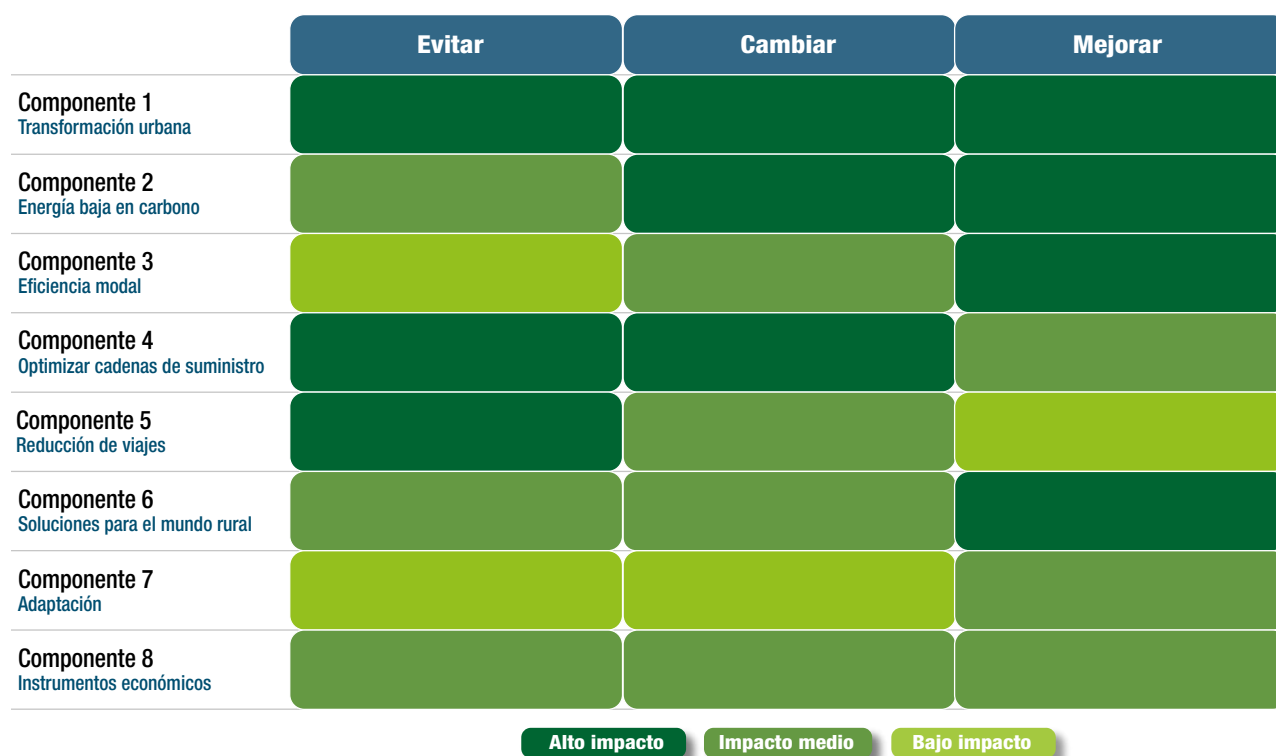 Evitar Cambiar Mejorar
Componente 1
Transformación urbana
Componente 2
Energía baja en carbono
Componente 3
Eficiencia modal
Componente 4
Optimizar cadenas de suministro
Componente 5
Reducción de viajes
Componente 6
Soluciones para el mundo rural
Componente 7
Adaptación
Componente 8
Instrumentos económicos
Alto impacto Impacto medio Bajo impacto